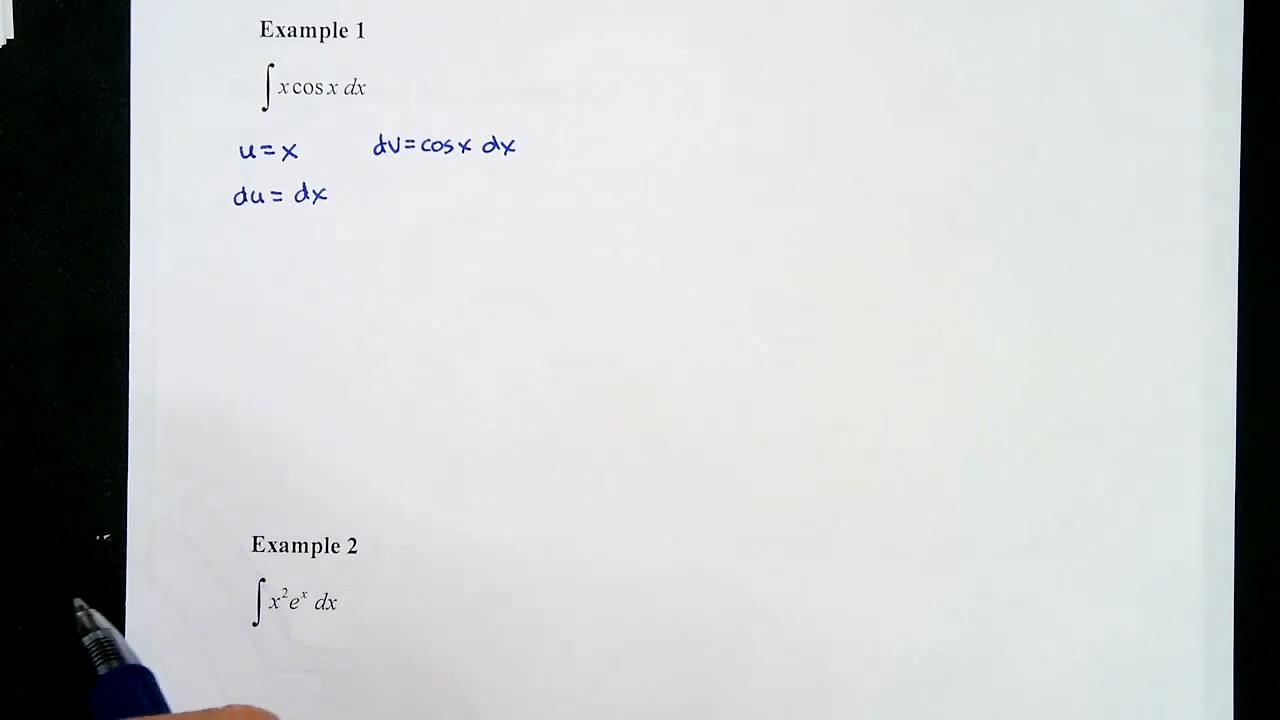 Example 1
∫ x cos x dx
u = x dv = cos x dx
du = dx
Example 2
∫ x²eˣ dx